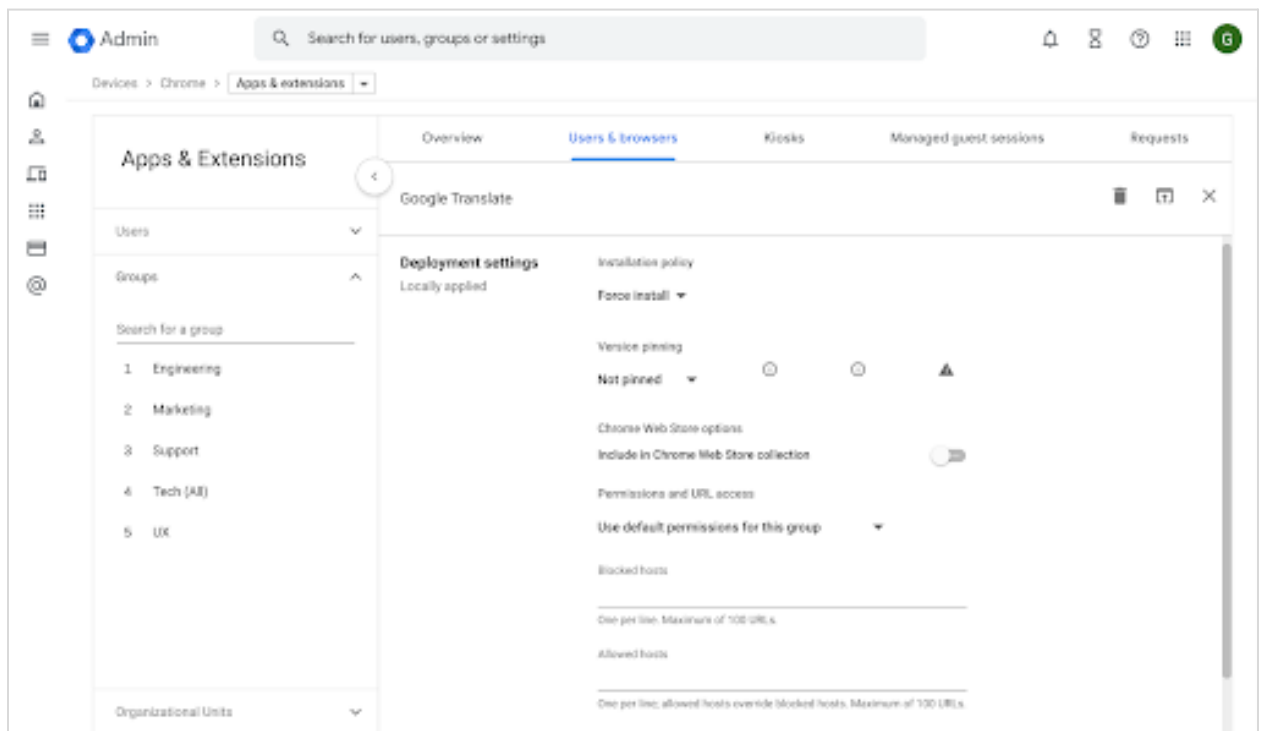 Admin
Search for users, groups or settings
G
Devices > Chrome > Apps & extensions
Apps & Extensions
Users
Groups
Search for a group
1 Engineering
2 Marketing
3 Support
4 Tech (All)
5 UX
Organizational Units
Overview
Users & browsers
Kiosks
Managed guest sessions
Requests
Google Translate
Deployment settings
Locally applied
Installation policy
Force install
Version pinning
Not pinned
Chrome Web Store options
Include in Chrome Web Store collection
Permissions and URL access
Use default permissions for this group
Blocked hosts
One per line. Maximum of 100 URLs.
Allowed hosts
One per line; allowed hosts override blocked hosts. Maximum of 100 URLs.